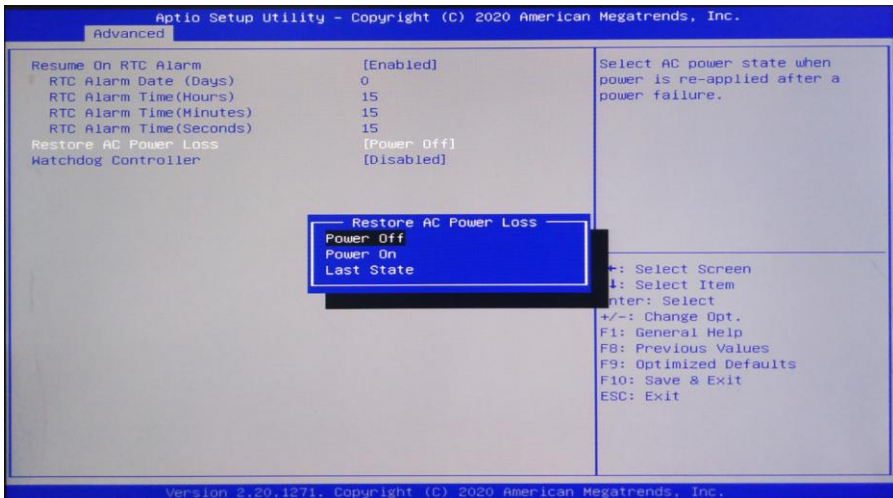 Aptio Setup Utility - Copyright (C) 2020 American Megatrends, Inc.
Advanced
Resume On RTC Alarm [Enabled]
RTC Alarm Date (Days) 0
RTC Alarm Time(Hours) 15
RTC Alarm Time(Minutes) 15
RTC Alarm Time(Seconds) 15
Restore AC Power Loss [Power Off]
Watchdog Controller [Disabled]
Select AC power state when
power is re-applied after a
power failure.
Restore AC Power Loss
Power Off
Power On
Last State
←: Select Screen
↓: Select Item
nter: Select
+/-: Change Opt.
F1: General Help
F8: Previous Values
F9: Optimized Defaults
F10: Save & Exit
ESC: Exit
Version 2.20.1271. Copyright (C) 2020 American Megatrends, Inc.